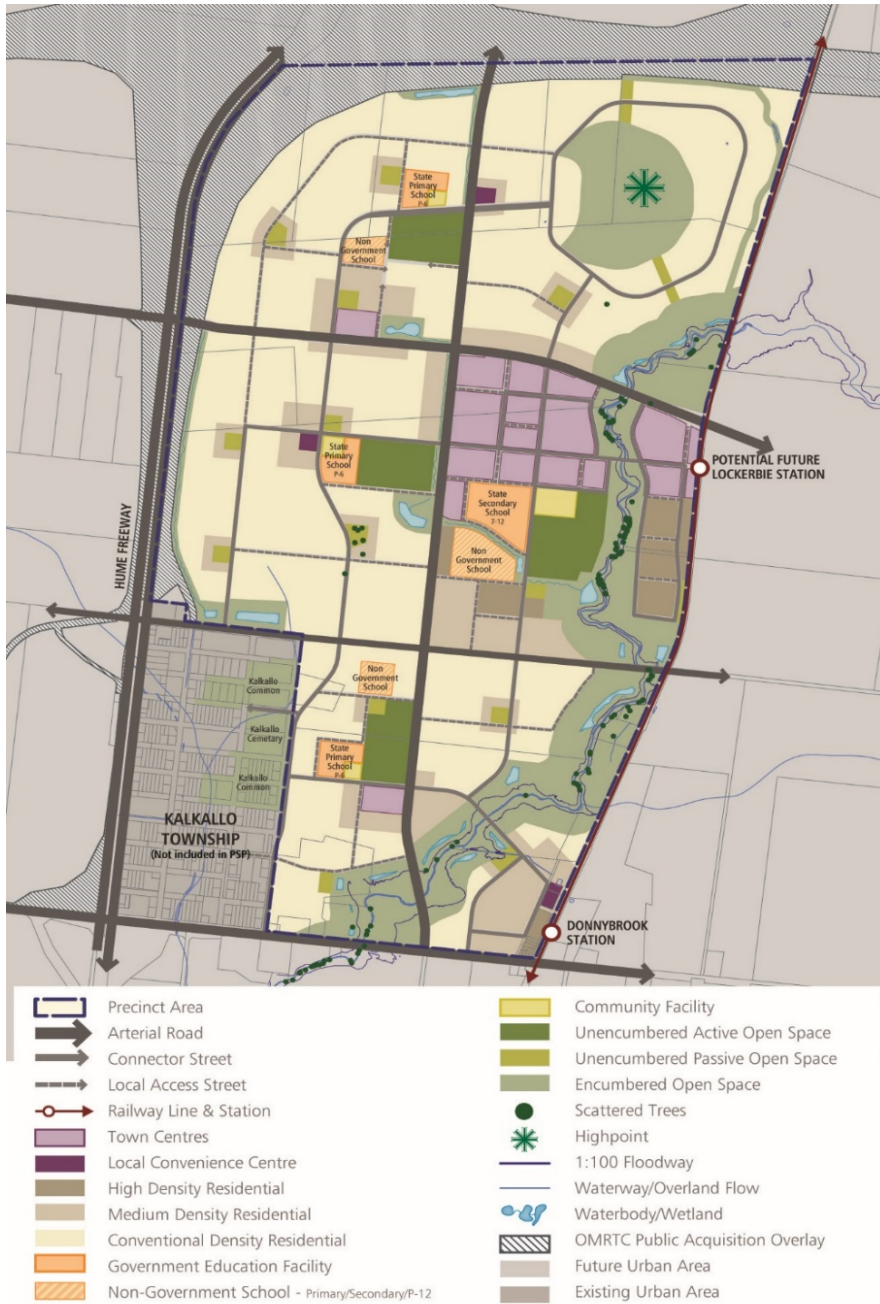 State
Primary
School
P-6
Non
Government
School
State
Primary
School
P-6
State
Secondary
School
7-12
Non
Government
School
POTENTIAL FUTURE
LOCKERBIE STATION
HUME FREEWAY
Non
Government
School
Kalkallo
Common
Kalkallo
Cemetary
Kalkallo
Common
State
Primary
School
P-6
KALKALLO
TOWNSHIP
(Not included in PSP)
DONNYBROOK
STATION
Precinct Area
Arterial Road
Connector Street
Local Access Street
Railway Line & Station
Town Centres
Local Convenience Centre
High Density Residential
Medium Density Residential
Conventional Density Residential
Government Education Facility
Non-Government School - Primary/Secondary/P-12
Community Facility
Unencumbered Active Open Space
Unencumbered Passive Open Space
Encumbered Open Space
Scattered Trees
Highpoint
1:100 Floodway
Waterway/Overland Flow
Waterbody/Wetland
OMRTC Public Acquisition Overlay
Future Urban Area
Existing Urban Area